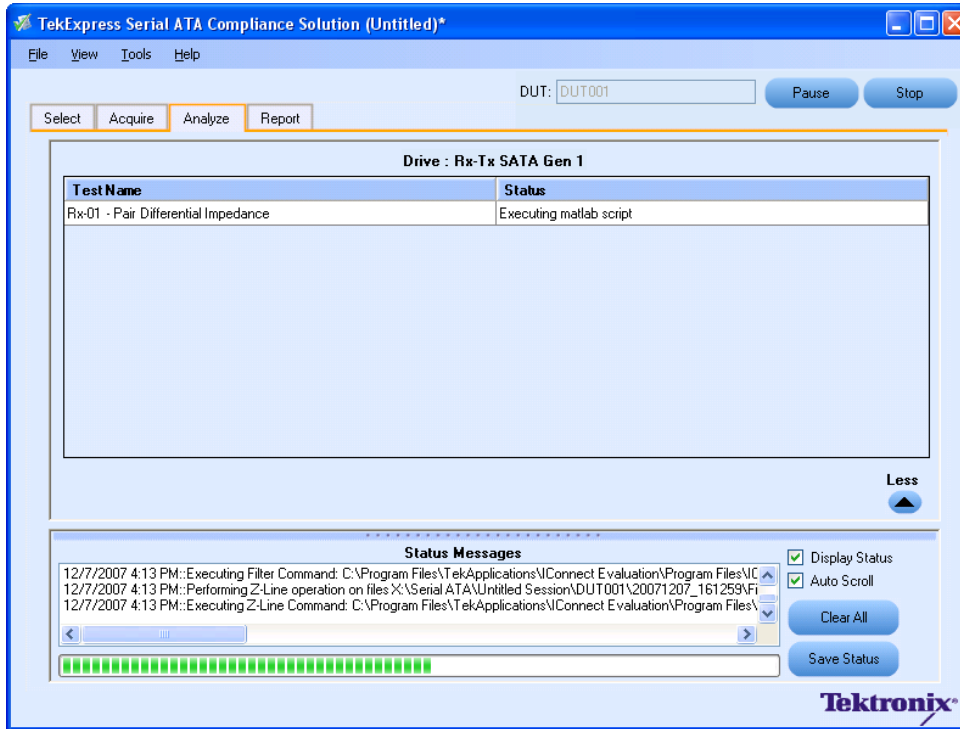 TekExpress Serial ATA Compliance Solution (Untitled)*
File View Tools Help
DUT: DUT001 Pause Stop
Select Acquire Analyze Report
Drive : Rx-Tx SATA Gen 1
Test Name Status
Rx-01 - Pair Differential Impedance Executing matlab script
Less
Status Messages
Display Status
12/7/2007 4:13 PM::Executing Filter Command: C:\Program Files\TekApplications\IConnect Evaluation\Program Files\IC
12/7/2007 4:13 PM::Performing Z-Line operation on files X:\Serial ATA\Untitled Session\DUT001\20071207_161259\Fi
Auto Scroll
12/7/2007 4:13 PM::Executing Z-Line Command: C:\Program Files\TekApplications\IConnect Evaluation\Program Files\
Clear All
Save Status
Tektronix